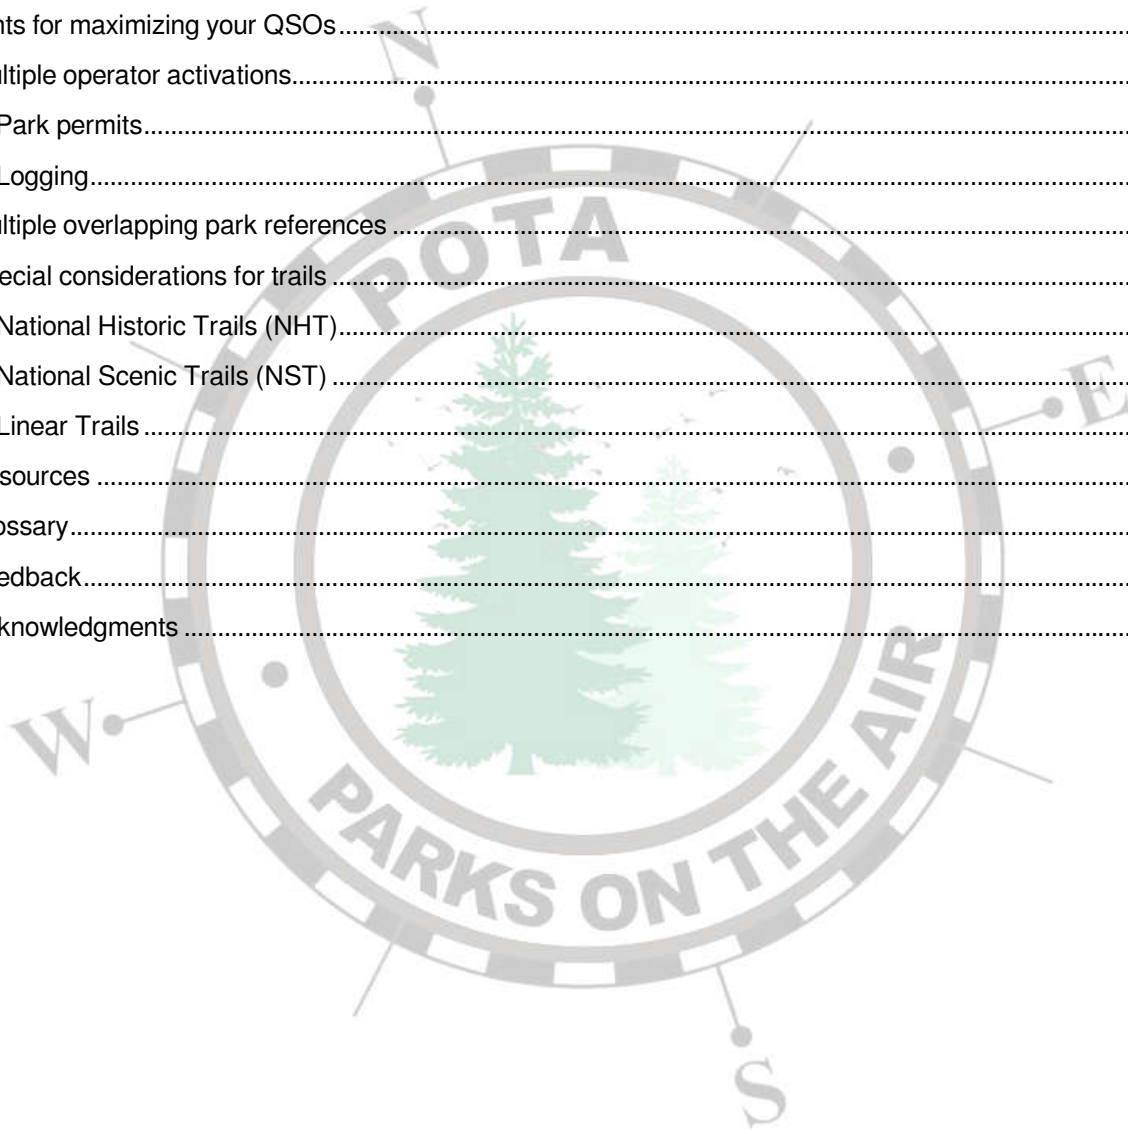 nts for maximizing your QSOs
ltiple operator activations
Park permits
Logging
ltiple overlapping park references
ecial considerations for trails
National Historic Trails (NHT)
National Scenic Trails (NST)
Linear Trails
sources
ossary
edback
knowledgments
N
POTA
E
W
PARKS ON THE AIR
S